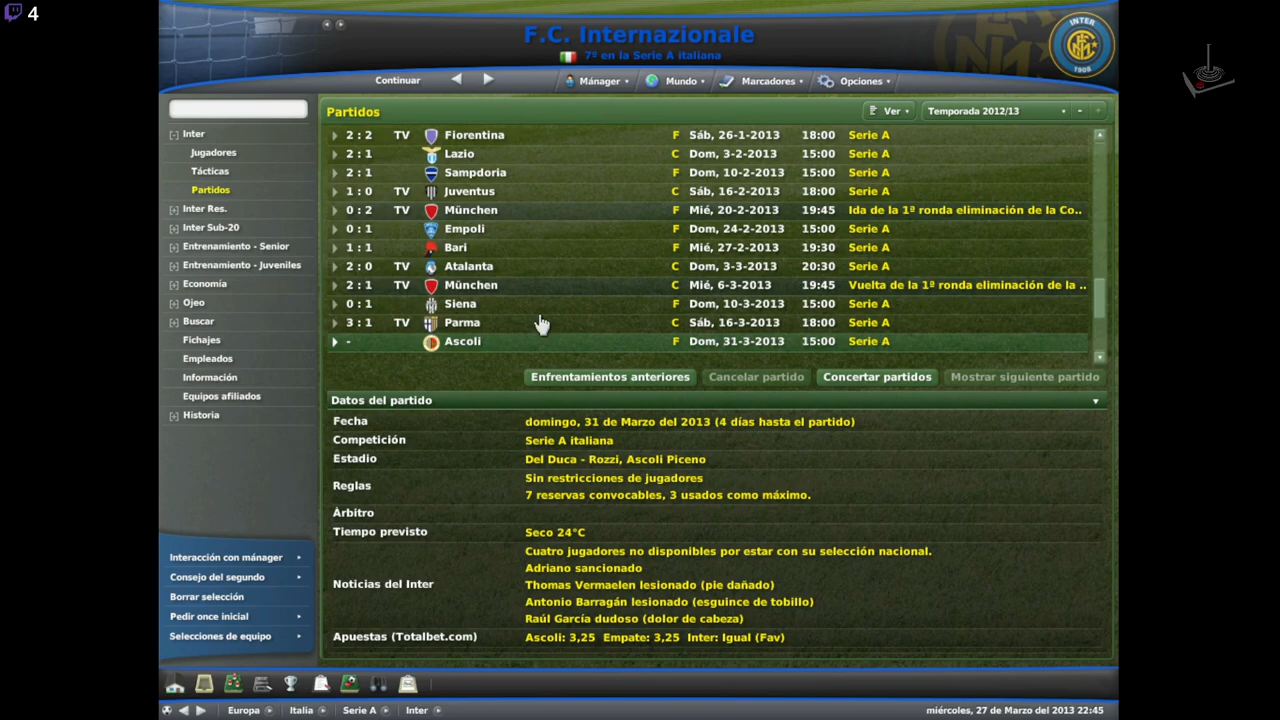 4
F.C. Internazionale
7º en la Serie A italiana
INTER
1908
Continuar
Mánager
Mundo
Marcadores
Opciones
Partidos
Ver
Temporada 2012/13
Inter
Jugadores
Tácticas
Partidos
Inter Res.
Inter Sub-20
Entrenamiento - Senior
Entrenamiento - Juveniles
Economía
Ojeo
Buscar
Fichajes
Empleados
Información
Equipos afiliados
Historia
2 : 2 TV Fiorentina F Sáb, 26-1-2013 18:00 Serie A
2 : 1 Lazio C Dom, 3-2-2013 15:00 Serie A
2 : 1 Sampdoria F Dom, 10-2-2013 15:00 Serie A
1 : 0 TV Juventus C Sáb, 16-2-2013 18:00 Serie A
0 : 2 TV München F Mié, 20-2-2013 19:45 Ida de la 1ª ronda eliminación de la Co..
0 : 1 Empoli F Dom, 24-2-2013 15:00 Serie A
1 : 1 Bari F Mié, 27-2-2013 19:30 Serie A
2 : 0 TV Atalanta C Dom, 3-3-2013 20:30 Serie A
2 : 1 TV München C Mié, 6-3-2013 19:45 Vuelta de la 1ª ronda eliminación de la ..
0 : 1 Siena F Dom, 10-3-2013 15:00 Serie A
3 : 1 TV Parma C Sáb, 16-3-2013 18:00 Serie A
- Ascoli F Dom, 31-3-2013 15:00 Serie A
Enfrentamientos anteriores Cancelar partido Concertar partidos Mostrar siguiente partido
Datos del partido
Fecha domingo, 31 de Marzo del 2013 (4 días hasta el partido)
Competición Serie A italiana
Estadio Del Duca - Rozzi, Ascoli Piceno
Reglas Sin restricciones de jugadores
7 reservas convocables, 3 usados como máximo.
Árbitro
Tiempo previsto Seco 24°C
Noticias del Inter Cuatro jugadores no disponibles por estar con su selección nacional.
Adriano sancionado
Thomas Vermaelen lesionado (pie dañado)
Antonio Barragán lesionado (esguince de tobillo)
Raúl García dudoso (dolor de cabeza)
Apuestas (Totalbet.com) Ascoli: 3,25 Empate: 3,25 Inter: Igual (Fav)
Interacción con mánager
Consejo del segundo
Borrar selección
Pedir once inicial
Selecciones de equipo
Europa Italia Serie A Inter
miércoles, 27 de Marzo del 2013 22:45